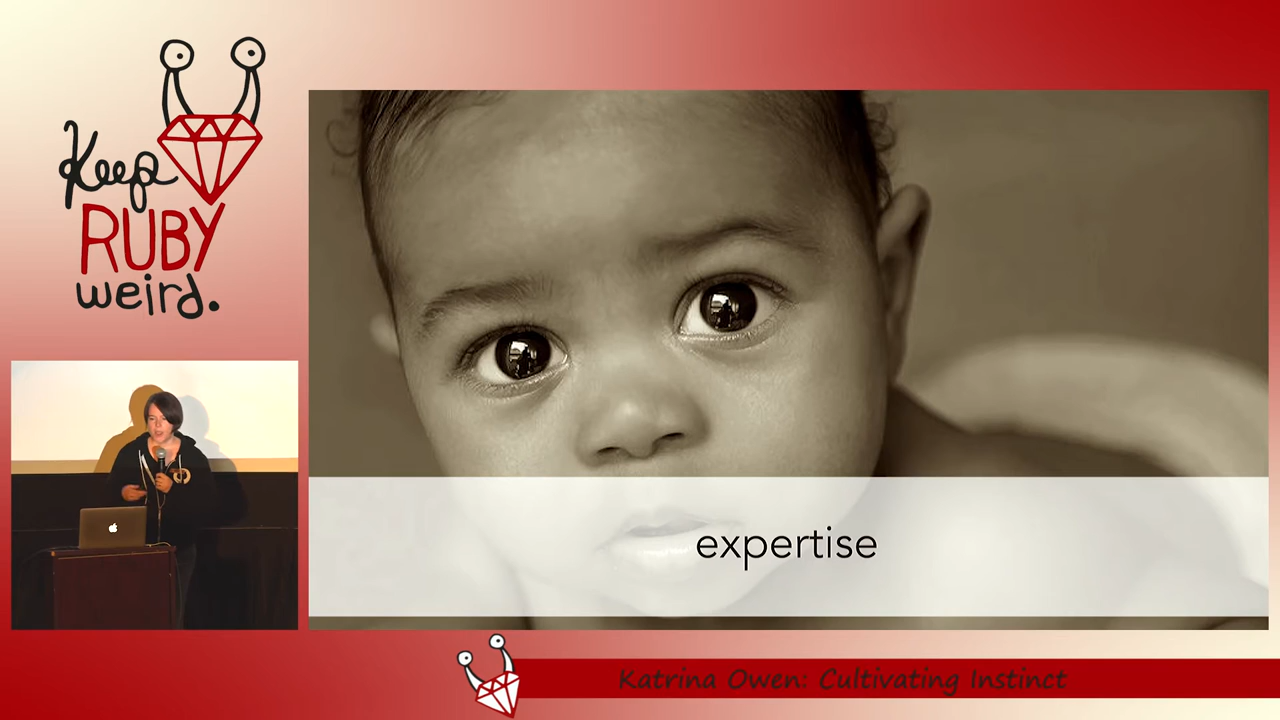 Keep
RUBY
weird.
expertise
Katrina Owen: Cultivating Instinct